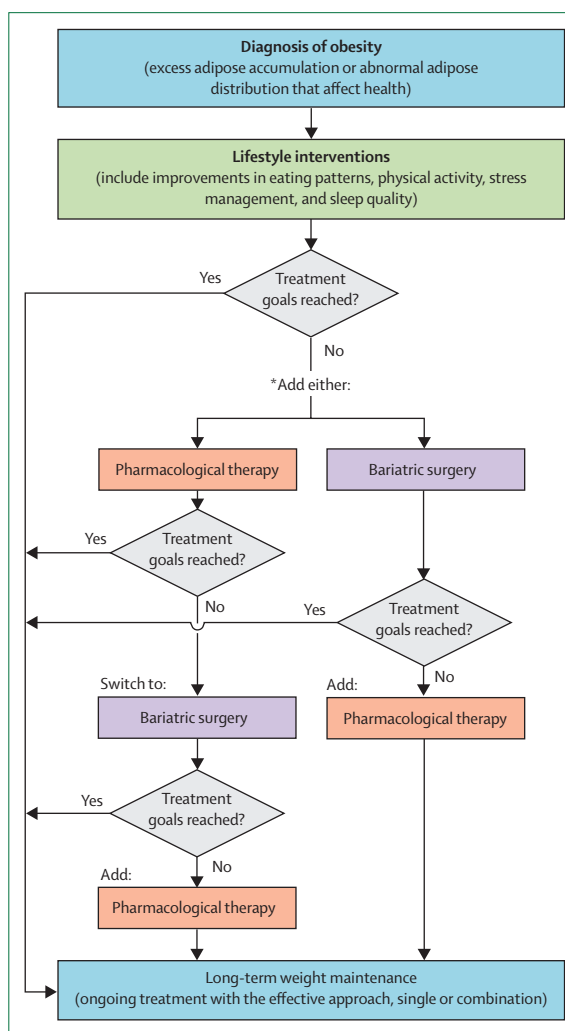 Diagnosis of obesity
(excess adipose accumulation or abnormal adipose
distribution that affect health)
Lifestyle interventions
(include improvements in eating patterns, physical activity, stress
management, and sleep quality)
Yes
Treatment
goals reached?
No
*Add either:
Pharmacological therapy
Bariatric surgery
Yes
Treatment
goals reached?
No
Yes
Treatment
goals reached?
No
Switch to:
Add:
Bariatric surgery
Pharmacological therapy
Yes
Treatment
goals reached?
No
Add:
Pharmacological therapy
Long-term weight maintenance
(ongoing treatment with the effective approach, single or combination)